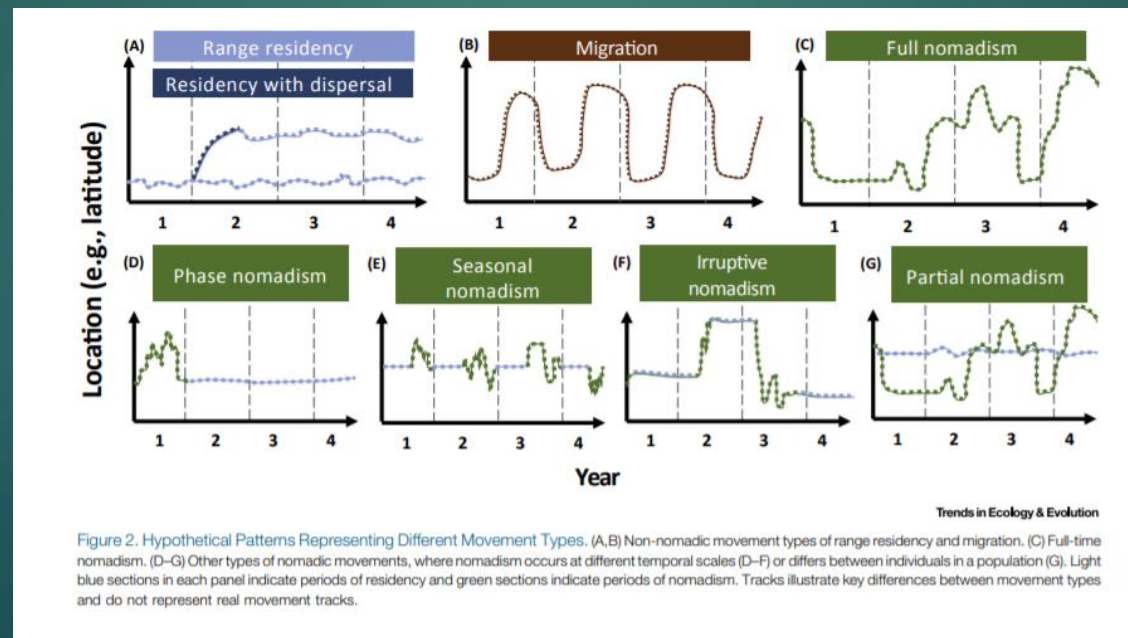 (A)
Range residency
Residency with dispersal
1 2 3 4
(B)
Migration
1 2 3 4
(C)
Full nomadism
1 2 3 4
Location (e.g., latitude)
(D)
Phase nomadism
1 2 3 4
(E)
Seasonal
nomadism
1 2 3 4
(F)
Irruptive
nomadism
1 2 3 4
(G)
Partial nomadism
1 2 3 4
Year
Trends in Ecology & Evolution
Figure 2. Hypothetical Patterns Representing Different Movement Types. (A,B) Non-nomadic movement types of range residency and migration. (C) Full-time
nomadism. (D–G) Other types of nomadic movements, where nomadism occurs at different temporal scales (D–F) or differs between individuals in a population (G). Light
blue sections in each panel indicate periods of residency and green sections indicate periods of nomadism. Tracks illustrate key differences between movement types
and do not represent real movement tracks.